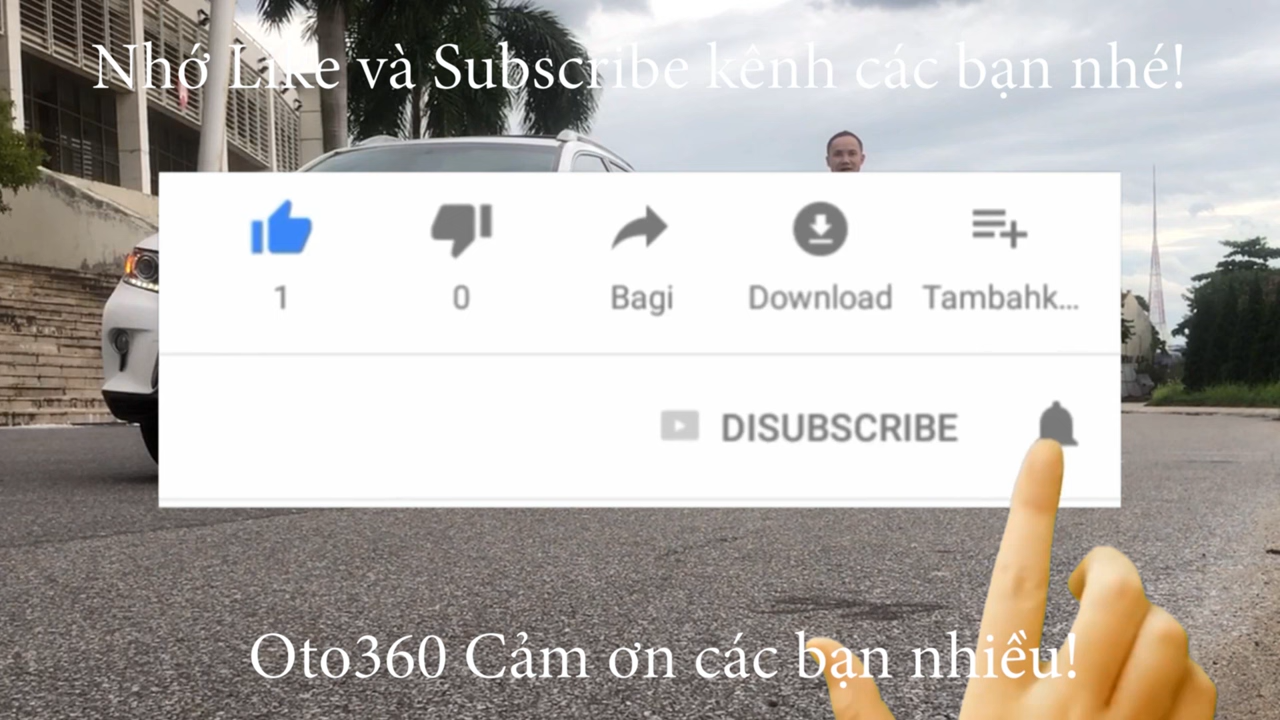 Nhớ Like và Subscribe kênh các bạn nhé!
1
0
Bagi
Download
Tambahk...
DISUBSCRIBE
Oto360 Cảm ơn các bạn nhiều!